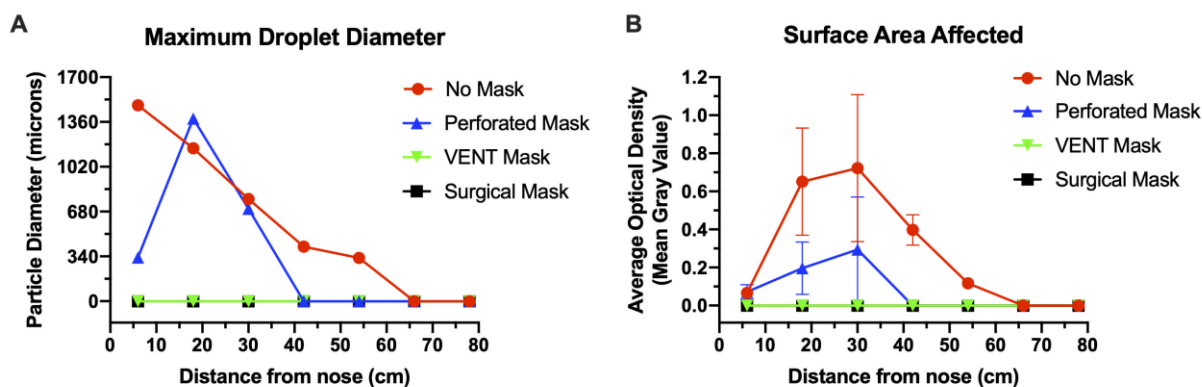 A
Maximum Droplet Diameter
Particle Diameter (microns)
1700
1360
1020
680
340
0
0 10 20 30 40 50 60 70 80
Distance from nose (cm)
No Mask
Perforated Mask
VENT Mask
Surgical Mask
B
Surface Area Affected
Average Optical Density
(Mean Gray Value)
1.2
1.0
0.8
0.6
0.4
0.2
0.0
0 10 20 30 40 50 60 70 80
Distance from nose (cm)
No Mask
Perforated Mask
VENT Mask
Surgical Mask